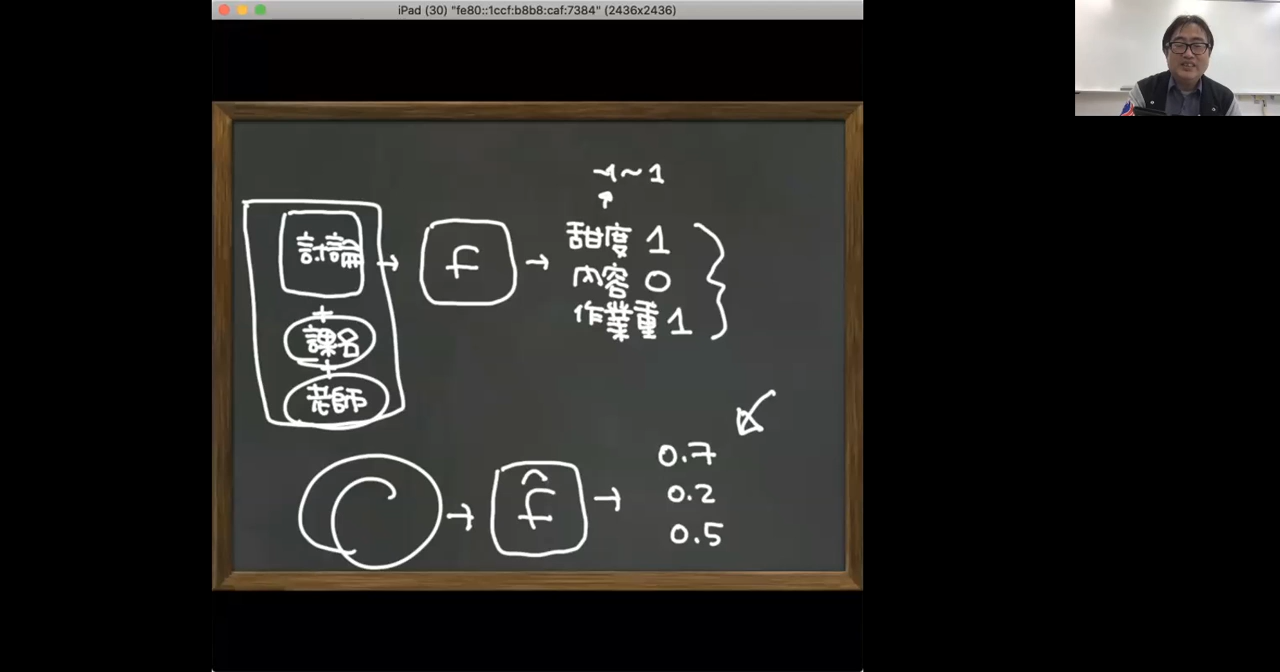 iPad (30) "fe80::1ccf:b8b8:caf:7384" (2436x2436)
-1~1
討論 → f → 甜度 1
內容 0
作業重 1
+
課名
+
老師
→ f̂ → 0.7
0.2
0.5